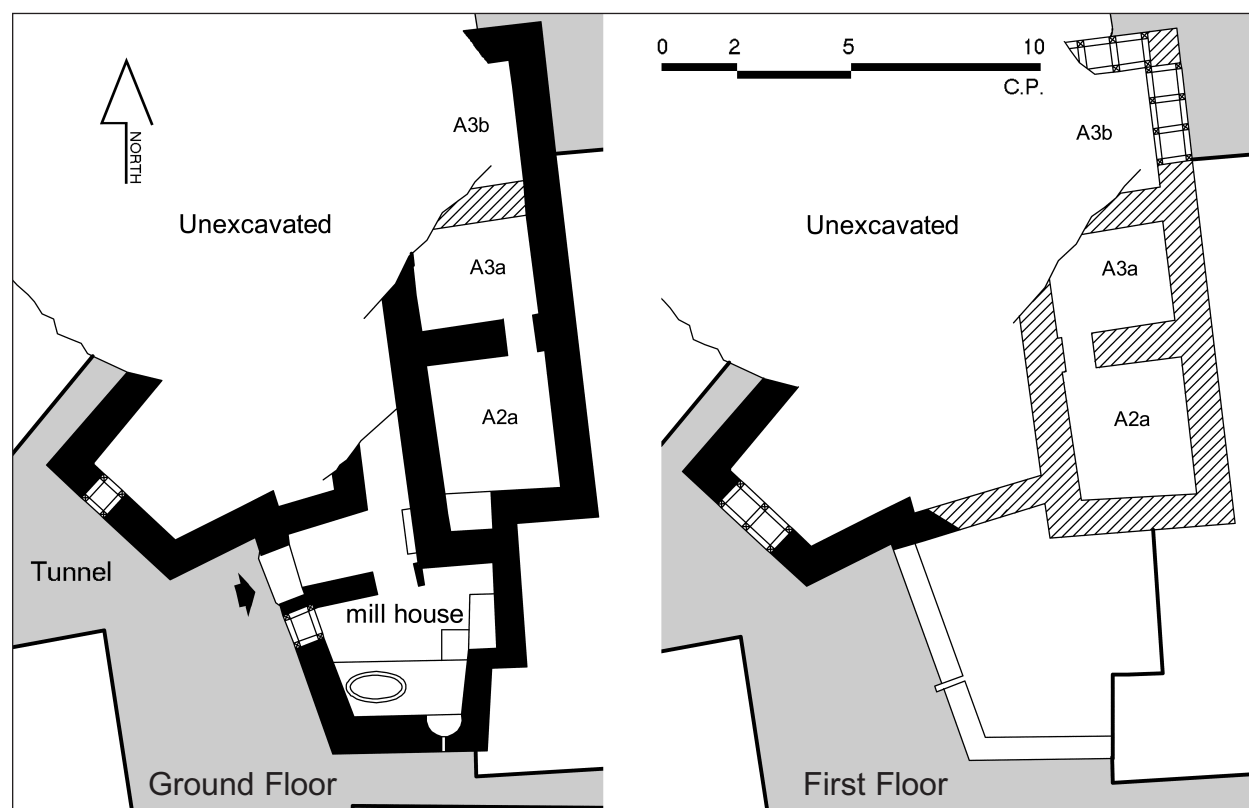 NORTH
A3b
Unexcavated
A3a
A2a
Tunnel
mill house
Ground Floor
0 2 5 10
C.P.
A3b
Unexcavated
A3a
A2a
First Floor